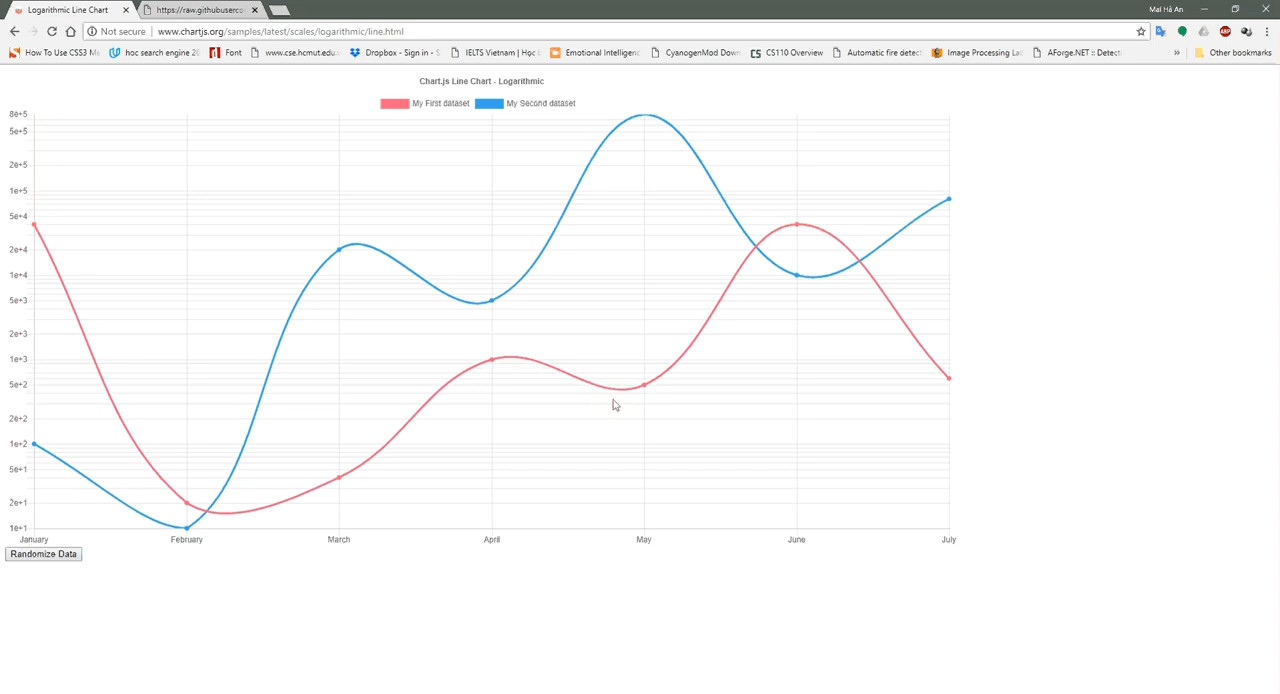 Logarithmic Line Chart
https://raw.githubuserco
Mai Hà An
Not secure | www.chartjs.org/samples/latest/scales/logarithmic/line.html
How To Use CSS3 Me
hoc search engine 20
Font
www.cse.hcmut.edu.v
Dropbox - Sign in - S
IELTS Vietnam | Học
Emotional Intelligenc
CyanogenMod Down
CS110 Overview
Automatic fire detect
Image Processing La
AForge.NET :: Detect
» Other bookmarks
Chart.js Line Chart - Logarithmic
My First dataset My Second dataset
8e+5
5e+5
2e+5
1e+5
5e+4
2e+4
1e+4
5e+3
2e+3
1e+3
5e+2
2e+2
1e+2
5e+1
2e+1
1e+1
January February March April May June July
Randomize Data